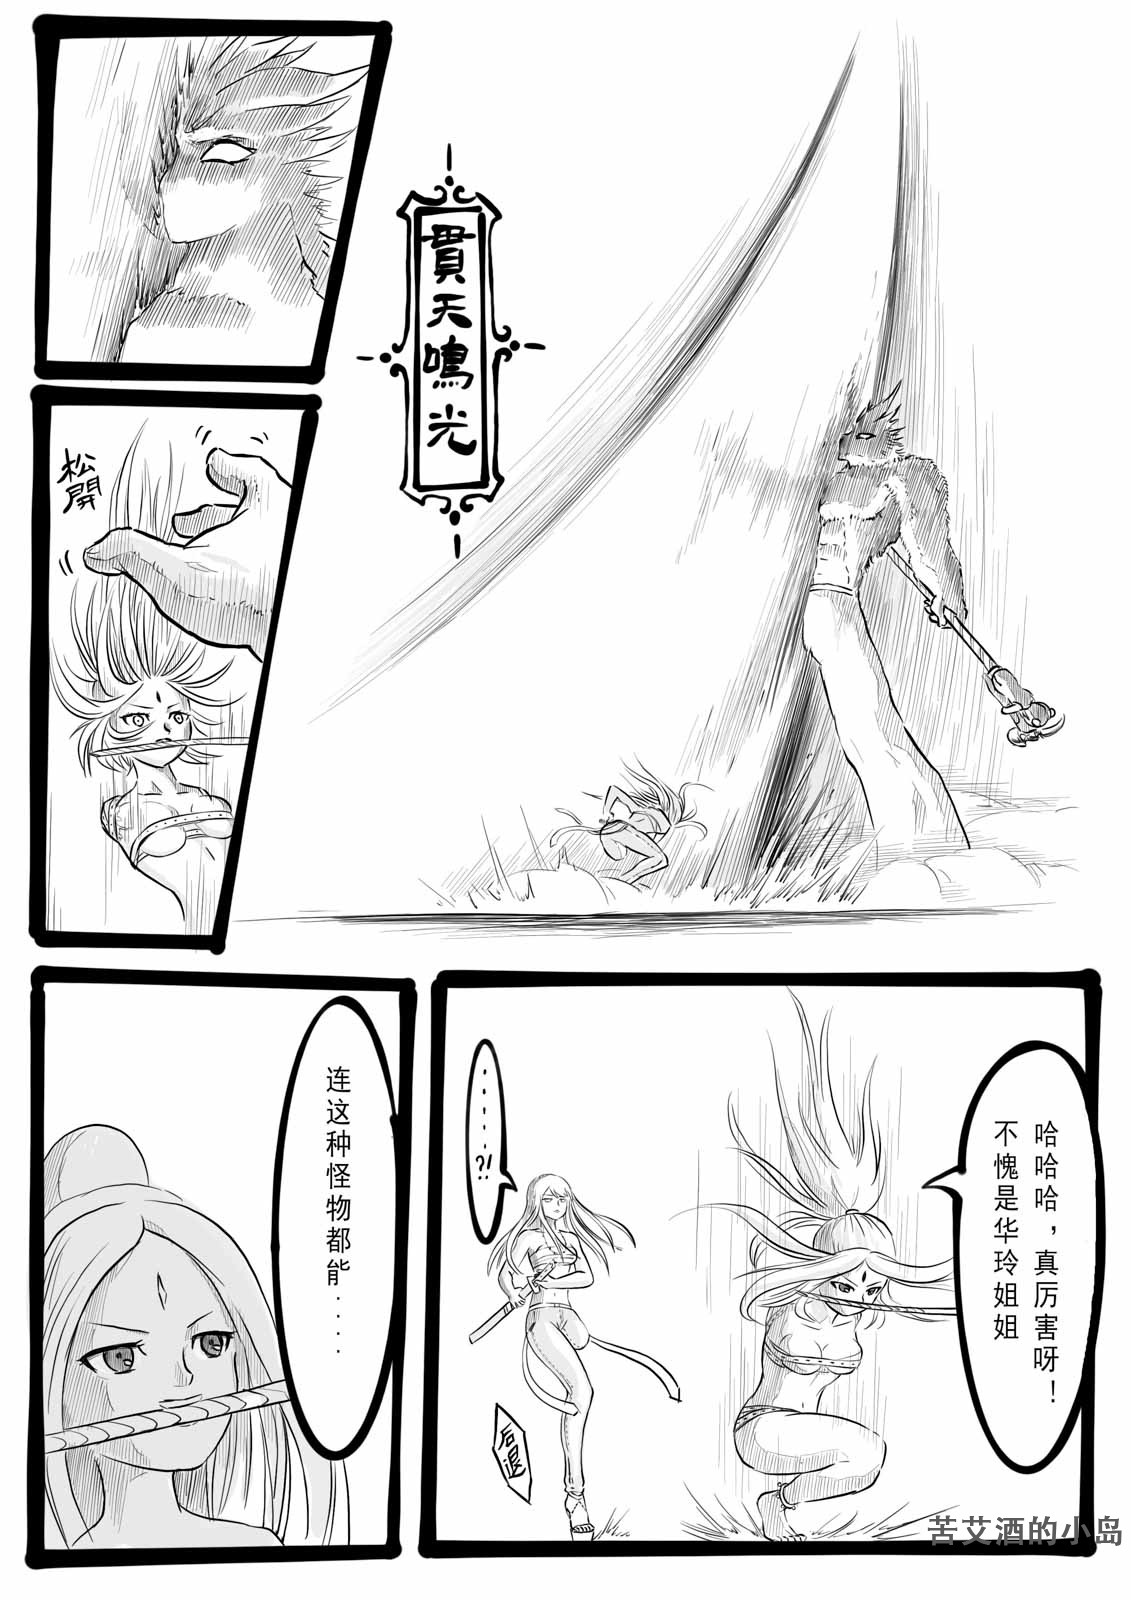 貫天鳴光
松開
哈哈哈，真厉害呀！
不愧是华玲姐姐
······?!
后退
连这种怪物都能····
苦艾酒的小岛